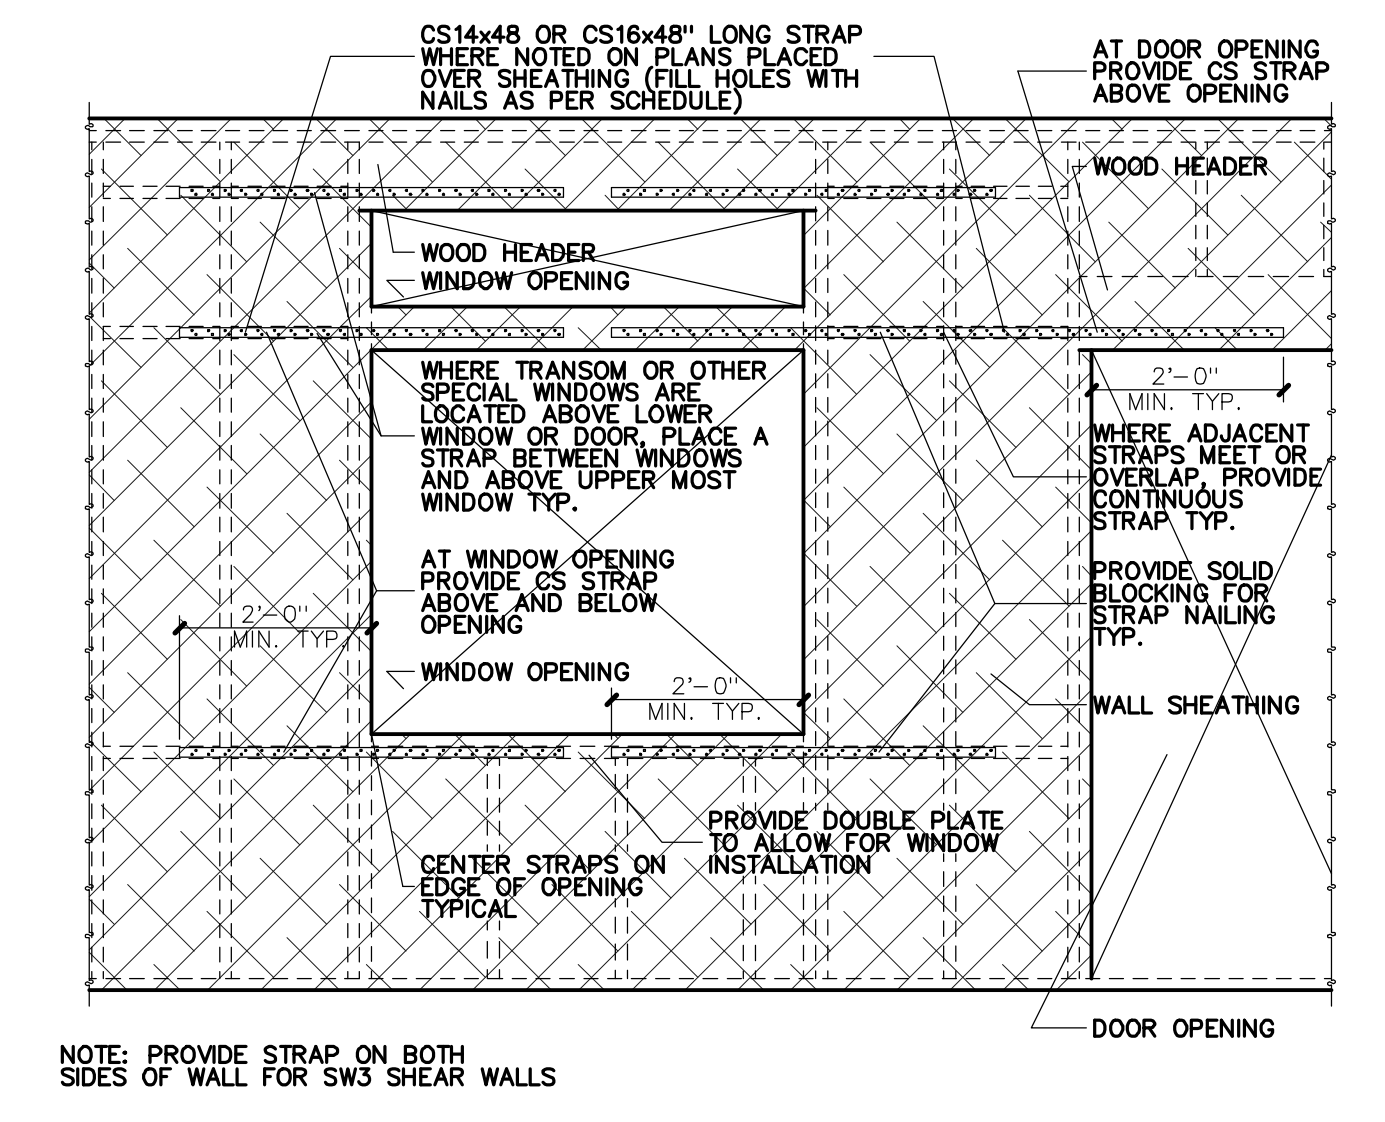 CS14x48 OR CS16x48" LONG STRAP
WHERE NOTED ON PLANS PLACED
OVER SHEATHING (FILL HOLES WITH
NAILS AS PER SCHEDULE)
AT DOOR OPENING
PROVIDE CS STRAP
ABOVE OPENING
WOOD HEADER
WOOD HEADER
WINDOW OPENING
WHERE TRANSOM OR OTHER
SPECIAL WINDOWS ARE
LOCATED ABOVE LOWER
WINDOW OR DOOR, PLACE A
STRAP BETWEEN WINDOWS
AND ABOVE UPPER MOST
WINDOW TYP.
2'-0"
MIN. TYP.
WHERE ADJACENT
STRAPS MEET OR
OVERLAP, PROVIDE
CONTINUOUS
STRAP TYP.
AT WINDOW OPENING
PROVIDE CS STRAP
ABOVE AND BELOW
OPENING
PROVIDE SOLID
BLOCKING FOR
STRAP NAILING
TYP.
2'-0"
MIN. TYP.
WINDOW OPENING
2'-0"
MIN. TYP.
WALL SHEATHING
PROVIDE DOUBLE PLATE
TO ALLOW FOR WINDOW
INSTALLATION
CENTER STRAPS ON
EDGE OF OPENING
TYPICAL
DOOR OPENING
NOTE: PROVIDE STRAP ON BOTH
SIDES OF WALL FOR SW3 SHEAR WALLS